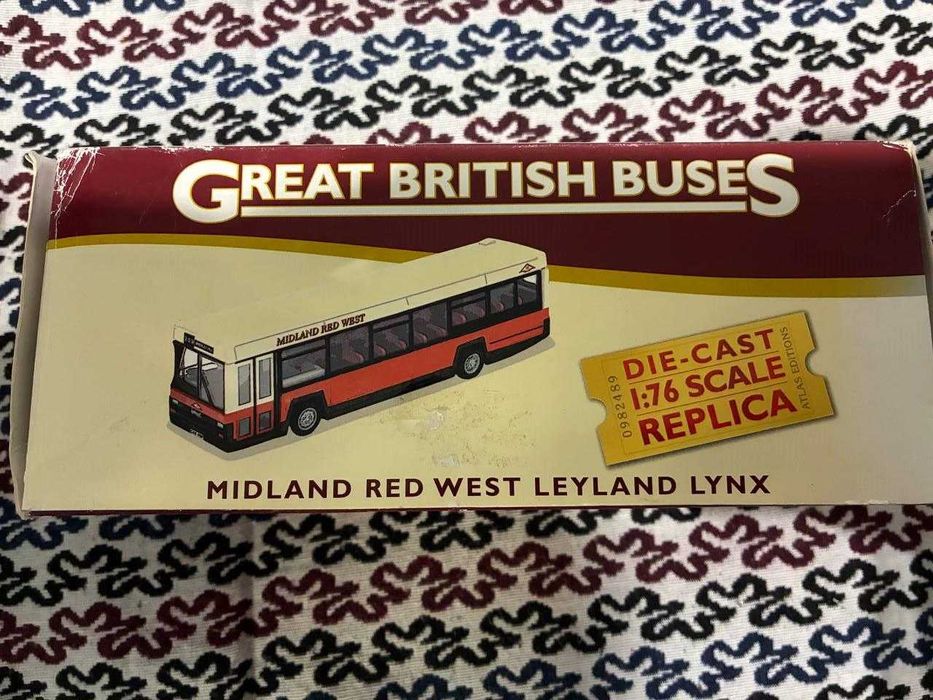 GREAT BRITISH BUSES
MIDLAND RED WEST
DIE-CAST
1:76 SCALE
REPLICA
0982489
ATLAS EDITIONS
MIDLAND RED WEST LEYLAND LYNX